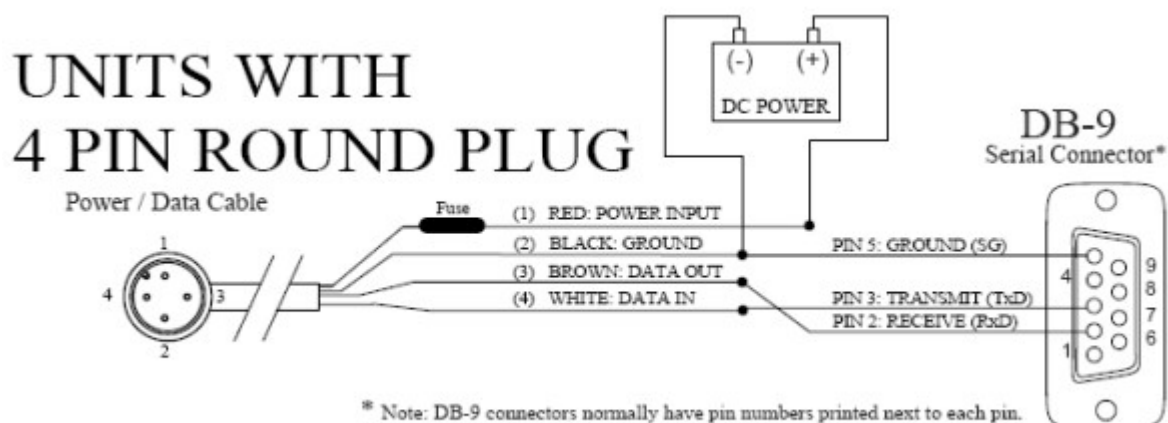 UNITS WITH
4 PIN ROUND PLUG
Power / Data Cable
(-) (+)
DC POWER
DB-9
Serial Connector*
Fuse
(1) RED: POWER INPUT
(2) BLACK: GROUND
(3) BROWN: DATA OUT
(4) WHITE: DATA IN
PIN 5: GROUND (SG)
PIN 3: TRANSMIT (TxD)
PIN 2: RECEIVE (RxD)
1
4
3
2
9
4
8
7
6
1
* Note: DB-9 connectors normally have pin numbers printed next to each pin.